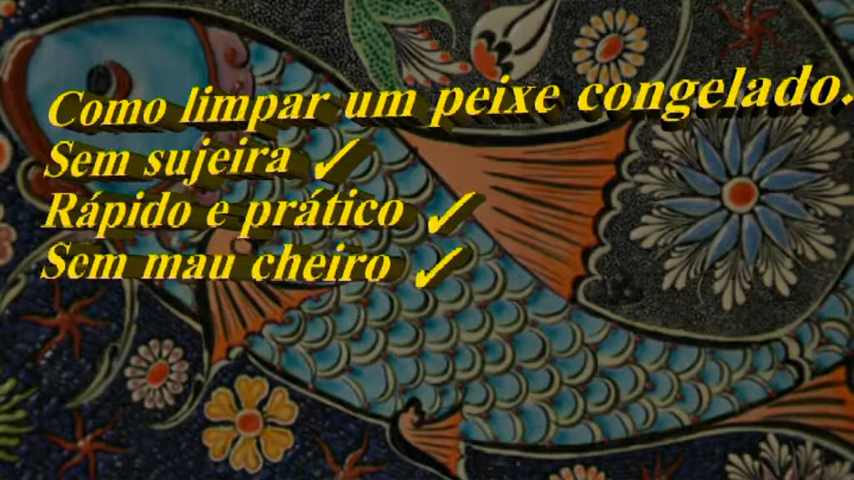 Como limpar um peixe congelado.
Sem sujeira ✓
Rápido e prático ✓
Sem mau cheiro ✓